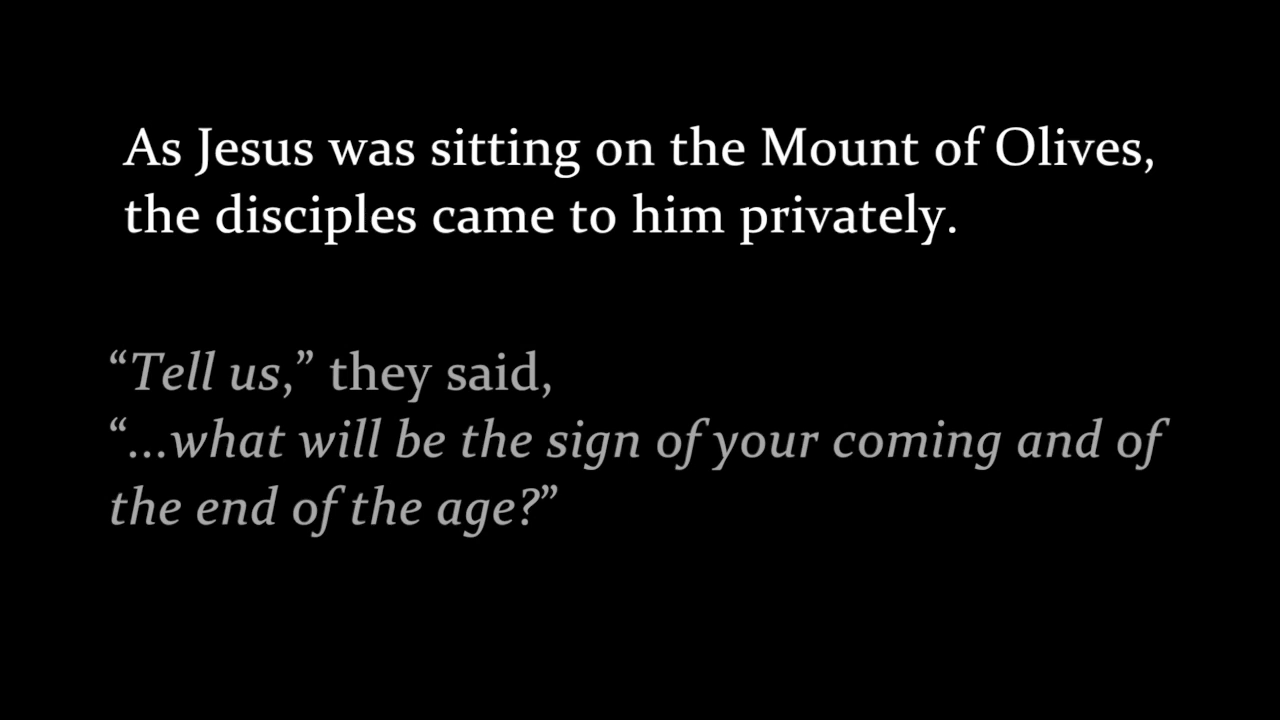 As Jesus was sitting on the Mount of Olives,
the disciples came to him privately.
“Tell us,” they said,
“...what will be the sign of your coming and of
the end of the age?”